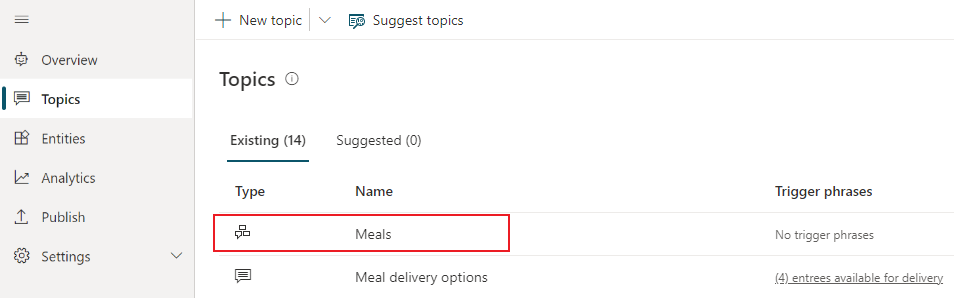 New topic
Suggest topics
Overview
Topics
Entities
Analytics
Publish
Settings
Topics
Existing (14) Suggested (0)
Type Name Trigger phrases
Meals No trigger phrases
Meal delivery options (4) entrees available for delivery